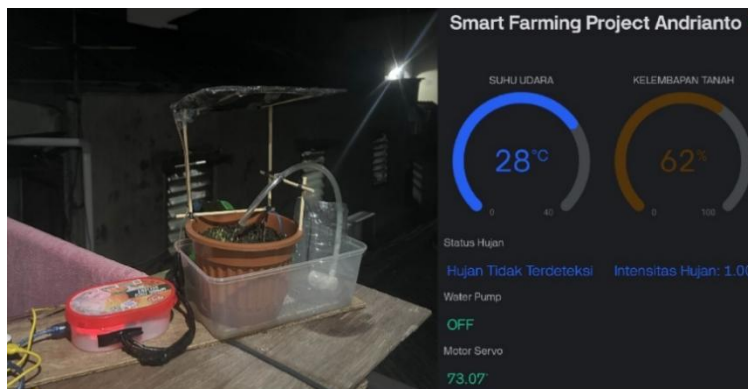 Smart Farming Project Andrianto
SUHU UDARA
KELEMBAPAN TANAH
28°C
62%
0
40
0
100
Status Hujan
Hujan Tidak Terdeteksi
Intensitas Hujan: 1.00
Water Pump
OFF
Motor Servo
73.07°